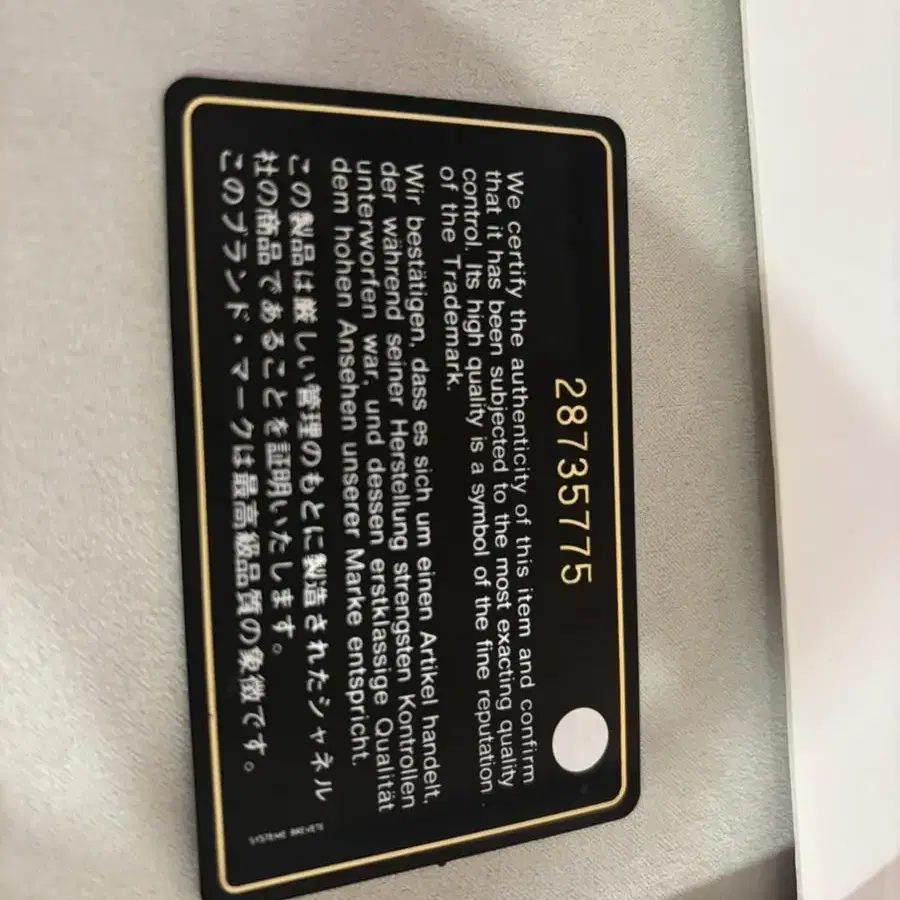 28735775
We certify the authenticity of this item and confirm
that it has been subjected to the most exacting quality
control. Its high quality is a symbol of the fine reputation
of the Trademark.
Wir bestätigen, dass es sich um einen Artikel handelt,
der während seiner Herstellung strengsten Kontrollen
unterworfen war, und dessen erstklassige Qualität
dem hohen Ansehen unserer Marke entspricht.
この製品は厳しい管理のもとに製造されたシャネル
社の商品であることを証明いたします。
このブランド・マークは最高級品質の象徴です。
SYSTEME BREVETE